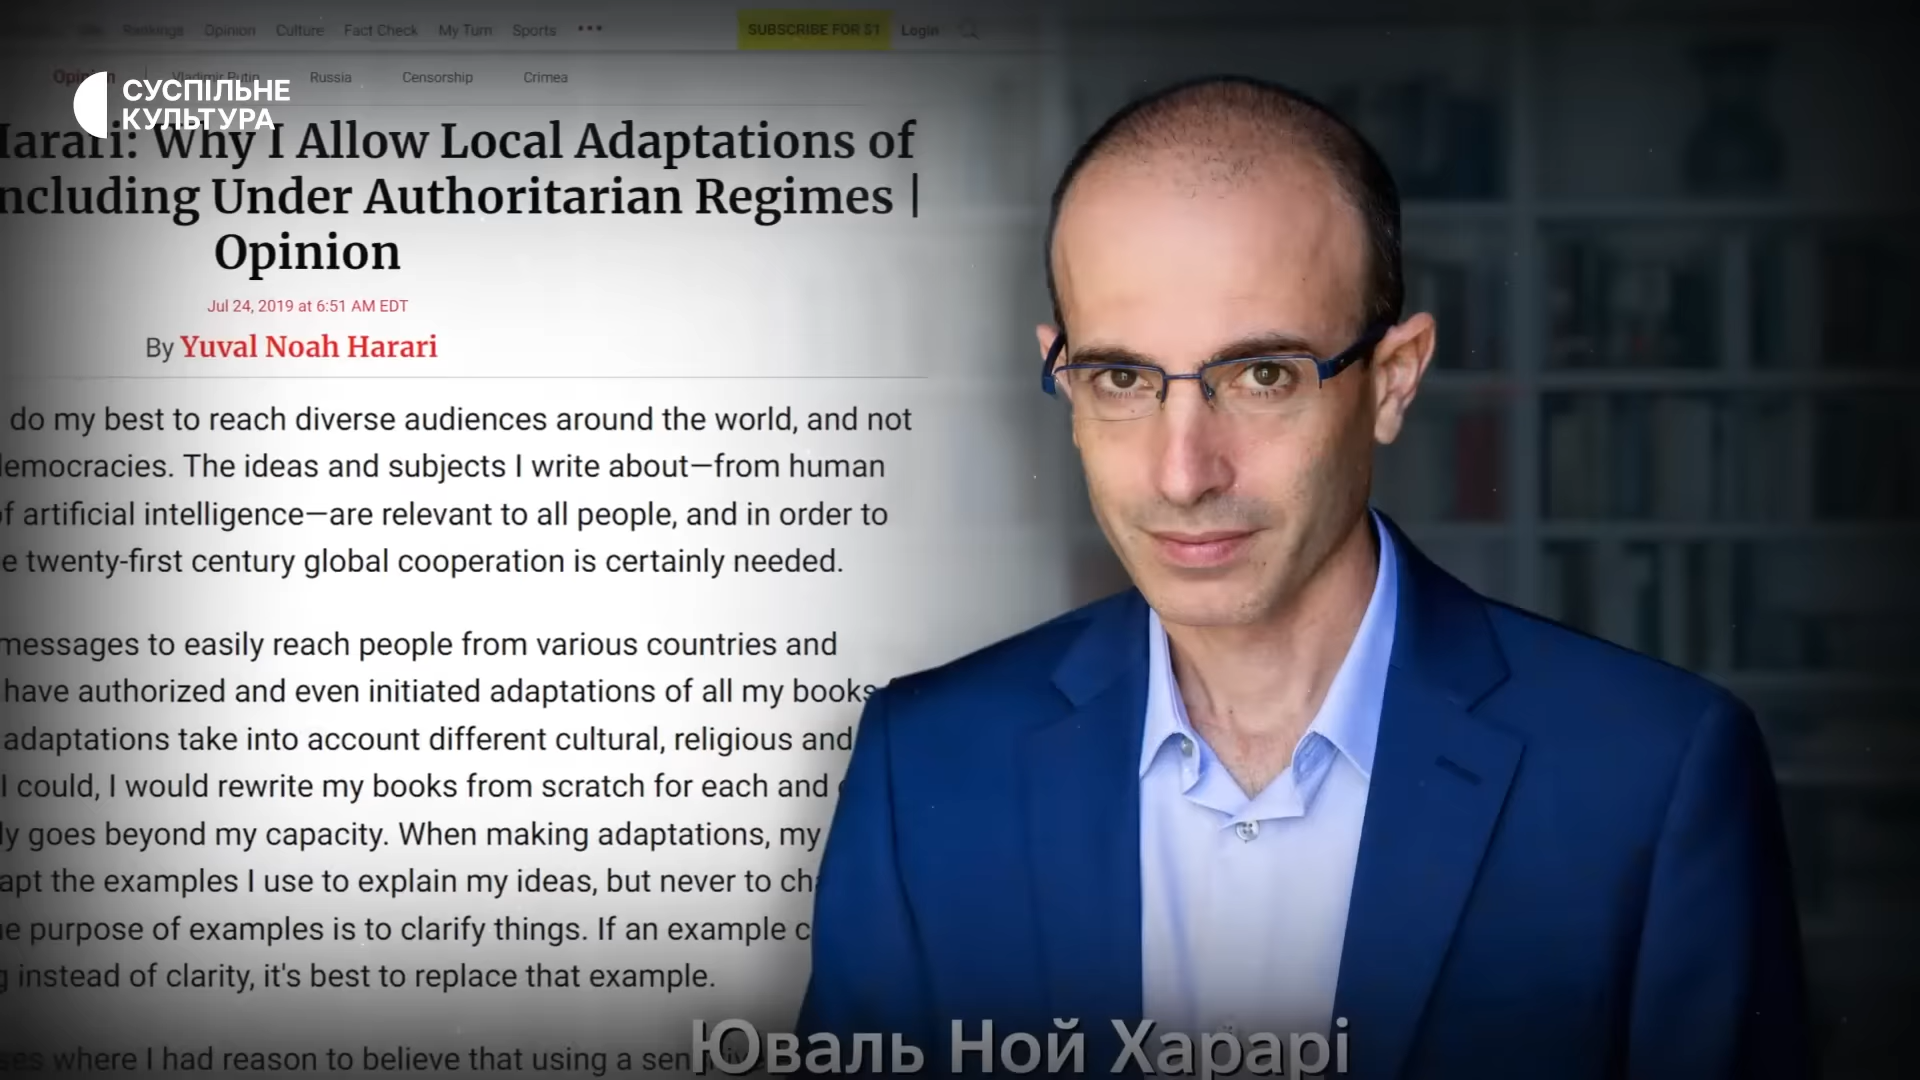 Rankings Opinion Culture Fact Check My Turn Sports ••• SUBSCRIBE FOR $1 Login
Opinion Vladimir Putin Russia Censorship Crimea
СУСПІЛЬНЕ
КУЛЬТУРА
Harari: Why I Allow Local Adaptations of
ncluding Under Authoritarian Regimes |
Opinion
Jul 24, 2019 at 6:51 AM EDT
By Yuval Noah Harari
do my best to reach diverse audiences around the world, and not
democracies. The ideas and subjects I write about—from human
of artificial intelligence—are relevant to all people, and in order to
e twenty-first century global cooperation is certainly needed.
messages to easily reach people from various countries and
have authorized and even initiated adaptations of all my books
adaptations take into account different cultural, religious and
I could, I would rewrite my books from scratch for each and
ly goes beyond my capacity. When making adaptations, my
apt the examples I use to explain my ideas, but never to ch
e purpose of examples is to clarify things. If an example c
g instead of clarity, it's best to replace that example.
ses where I had reason to believe that using a sen
Юваль Ной Харарі